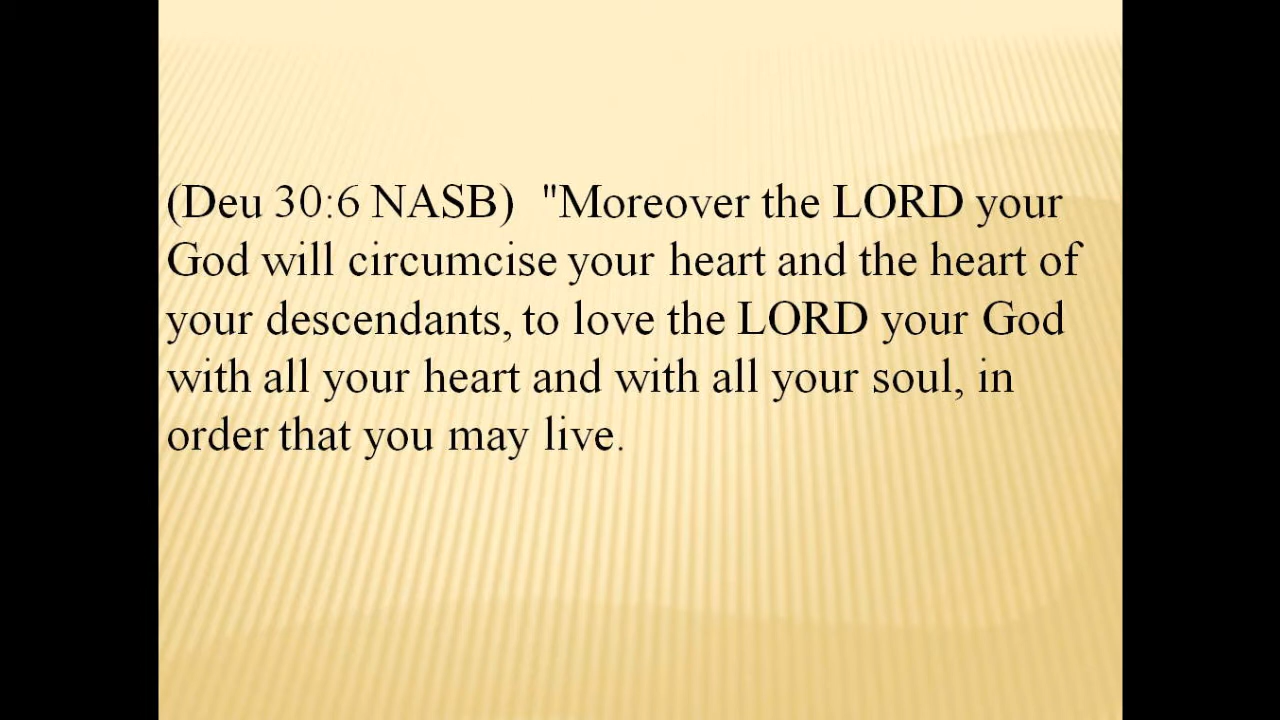 (Deu 30:6 NASB)  "Moreover the LORD your
God will circumcise your heart and the heart of
your descendants, to love the LORD your God
with all your heart and with all your soul, in
order that you may live.